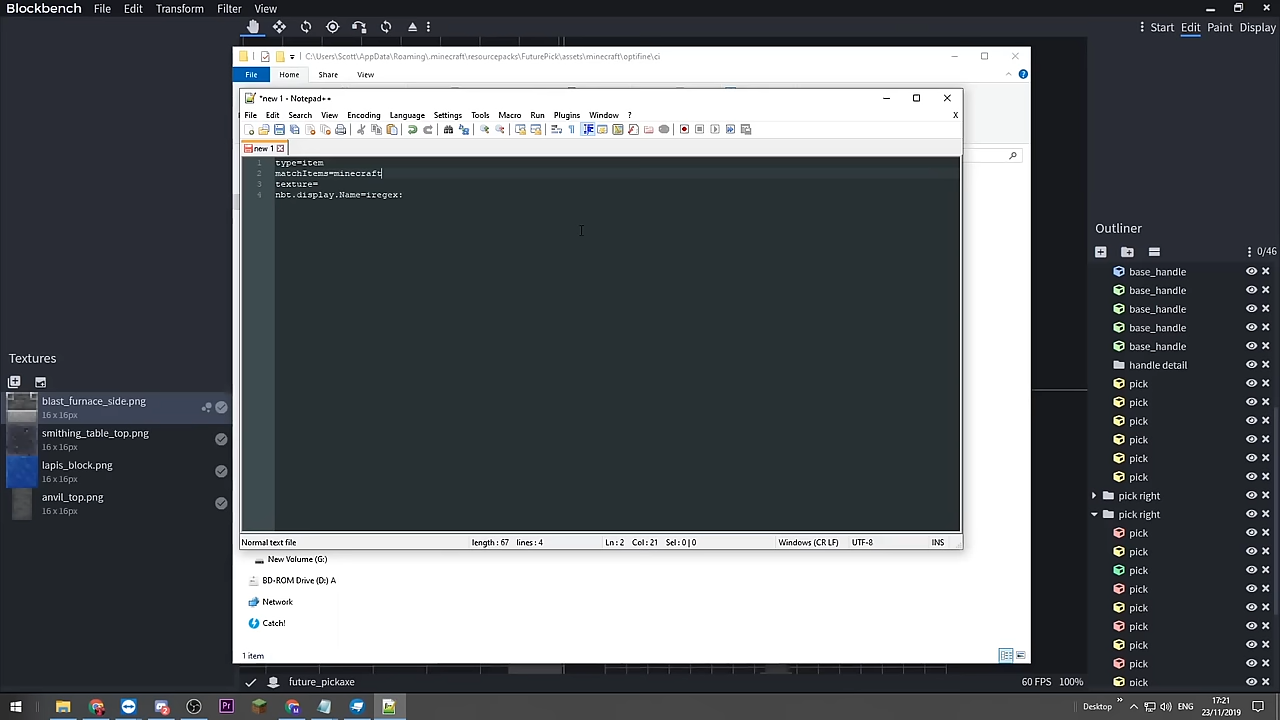 Blockbench File Edit Transform Filter View
Start Edit Paint Display
C:\Users\Scott\AppData\Roaming\.minecraft\resourcepacks\FuturePick\assets\minecraft\optifine\ci
File Home Share View
*new 1 - Notepad++
File Edit Search View Encoding Language Settings Tools Macro Run Plugins Window ? X
new 1
1 type=item
2 matchItems=minecraft
3 texture=
4 nbt.display.Name=iregex:
Normal text file length : 67 lines : 4 Ln : 2 Col : 21 Sel : 0 | 0 Windows (CR LF) UTF-8 INS
New Volume (G:)
BD-ROM Drive (D:) A
Network
Catch!
1 item
Textures
blast_furnace_side.png
16 x 16px
smithing_table_top.png
16 x 16px
lapis_block.png
16 x 16px
anvil_top.png
16 x 16px
Outliner
0/46
base_handle
base_handle
base_handle
base_handle
base_handle
handle detail
pick
pick
pick
pick
pick
pick
pick right
pick right
pick
pick
pick
pick
pick
pick
pick
pick
pick
future_pickaxe
60 FPS 100%
Desktop
17:21
23/11/2019